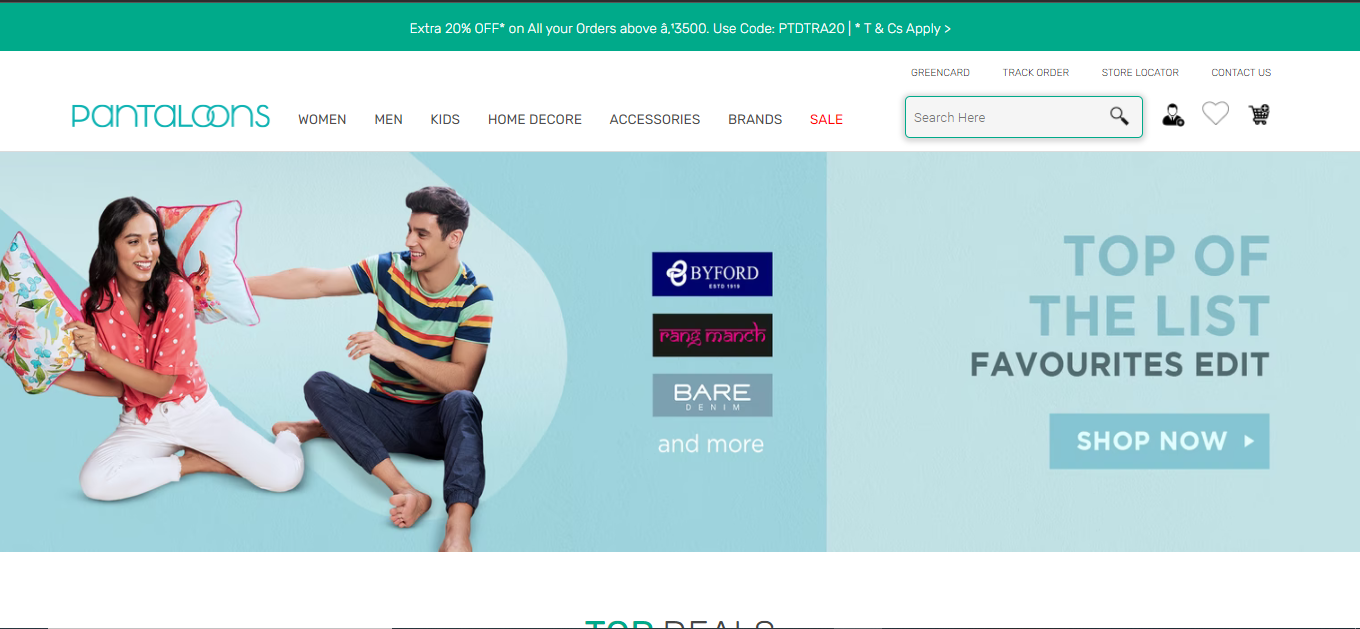 Extra 20% OFF* on All your Orders above â‚¹3500. Use Code: PTDTRA20 | * T & Cs Apply >
GREENCARD TRACK ORDER STORE LOCATOR CONTACT US
PANTALOONS WOMEN MEN KIDS HOME DECORE ACCESSORIES BRANDS SALE Search Here
BYFORD
ESTD 1919
rang manch
BARE
DENIM
and more
TOP OF
THE LIST
FAVOURITES EDIT
SHOP NOW
TOP DEALS